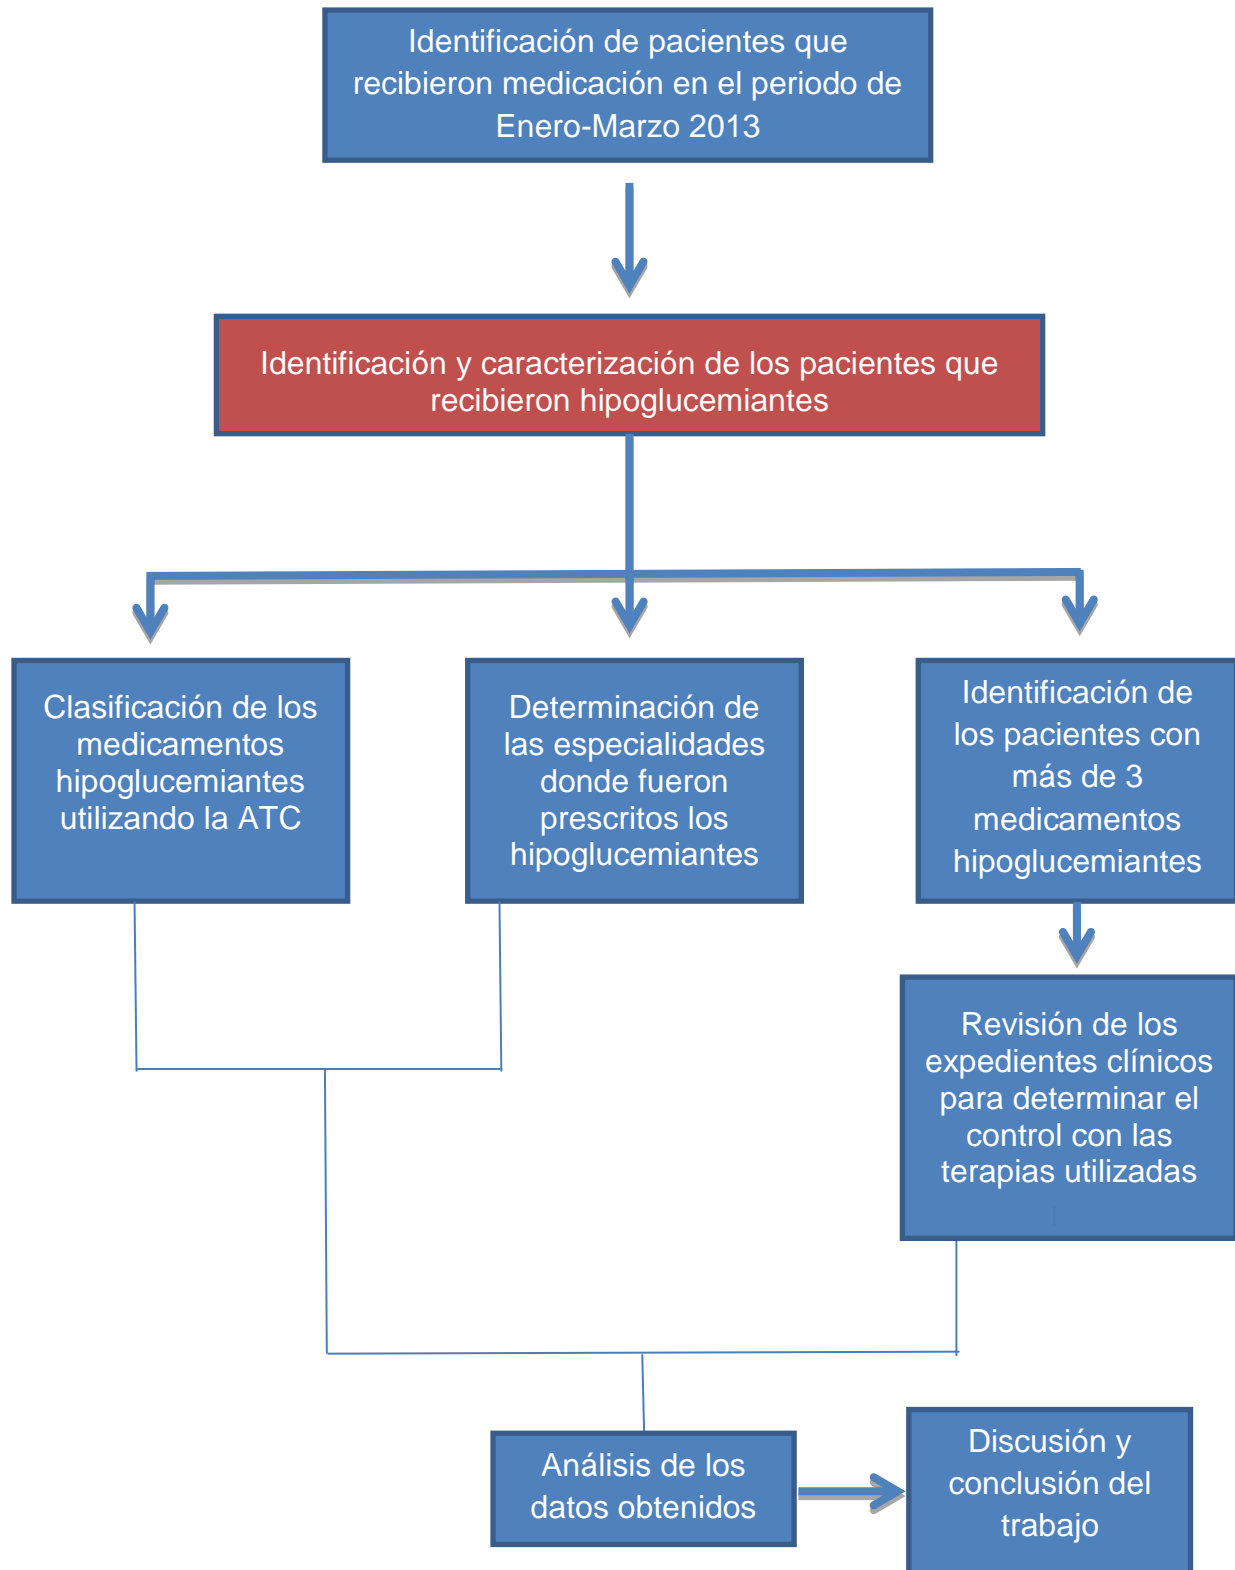 Identificación de pacientes que
recibieron medicación en el periodo de
Enero-Marzo 2013
Identificación y caracterización de los pacientes que
recibieron hipoglucemiantes
Clasificación de los
medicamentos
hipoglucemiantes
utilizando la ATC
Determinación de
las especialidades
donde fueron
prescritos los
hipoglucemiantes
Identificación de
los pacientes con
más de 3
medicamentos
hipoglucemiantes
Revisión de los
expedientes clínicos
para determinar el
control con las
terapias utilizadas
Análisis de los
datos obtenidos
Discusión y
conclusión del
trabajo